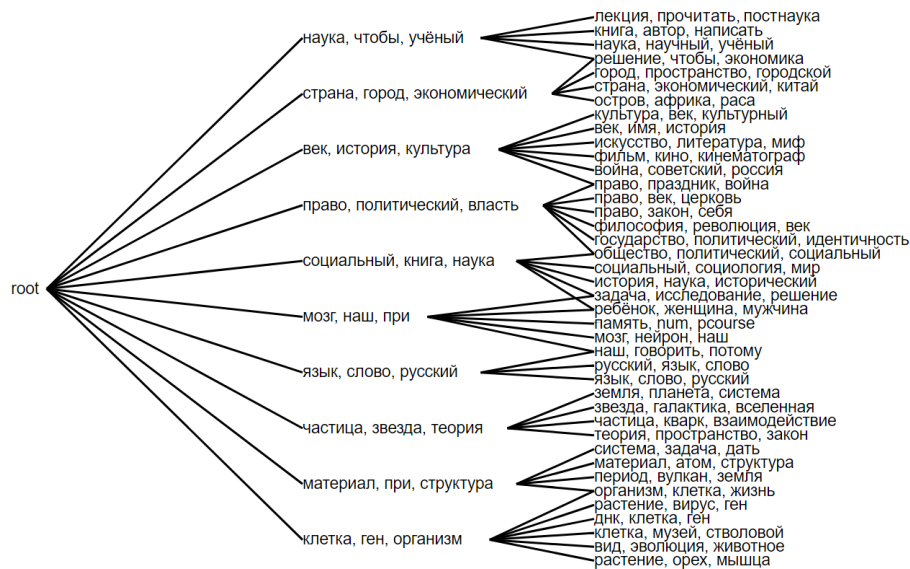 root
наука, чтобы, учёный
страна, город, экономический
век, история, культура
право, политический, власть
социальный, книга, наука
мозг, наш, при
язык, слово, русский
частица, звезда, теория
материал, при, структура
клетка, ген, организм
лекция, прочитать, постнаука
книга, автор, написать
наука, научный, учёный
решение, чтобы, экономика
город, пространство, городской
страна, экономический, китай
остров, африка, раса
культура, век, культурный
век, имя, история
искусство, литература, миф
фильм, кино, кинематограф
война, советский, россия
право, праздник, война
право, век, церковь
право, закон, себя
философия, революция, век
государство, политический, идентичность
общество, политический, социальный
социальный, социология, мир
история, наука, исторический
задача, исследование, решение
ребёнок, женщина, мужчина
память, num, pcourse
мозг, нейрон, наш
наш, говорить, потому
русский, язык, слово
язык, слово, русский
земля, планета, система
звезда, галактика, вселенная
частица, кварк, взаимодействие
теория, пространство, закон
система, задача, дать
материал, атом, структура
период, вулкан, земля
организм, клетка, жизнь
растение, вирус, ген
днк, клетка, ген
клетка, музей, стволовой
вид, эволюция, животное
растение, орех, мышца